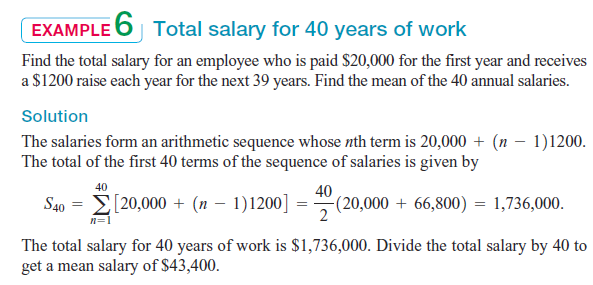 EXAMPLE 6 Total salary for 40 years of work
Find the total salary for an employee who is paid $20,000 for the first year and receives
a $1200 raise each year for the next 39 years. Find the mean of the 40 annual salaries.
Solution
The salaries form an arithmetic sequence whose nth term is 20,000 + (n − 1)1200.
The total of the first 40 terms of the sequence of salaries is given by
S₄₀ = ∑_{n=1}^{40} [20,000 + (n − 1)1200] = 40/2 (20,000 + 66,800) = 1,736,000.
The total salary for 40 years of work is $1,736,000. Divide the total salary by 40 to
get a mean salary of $43,400.